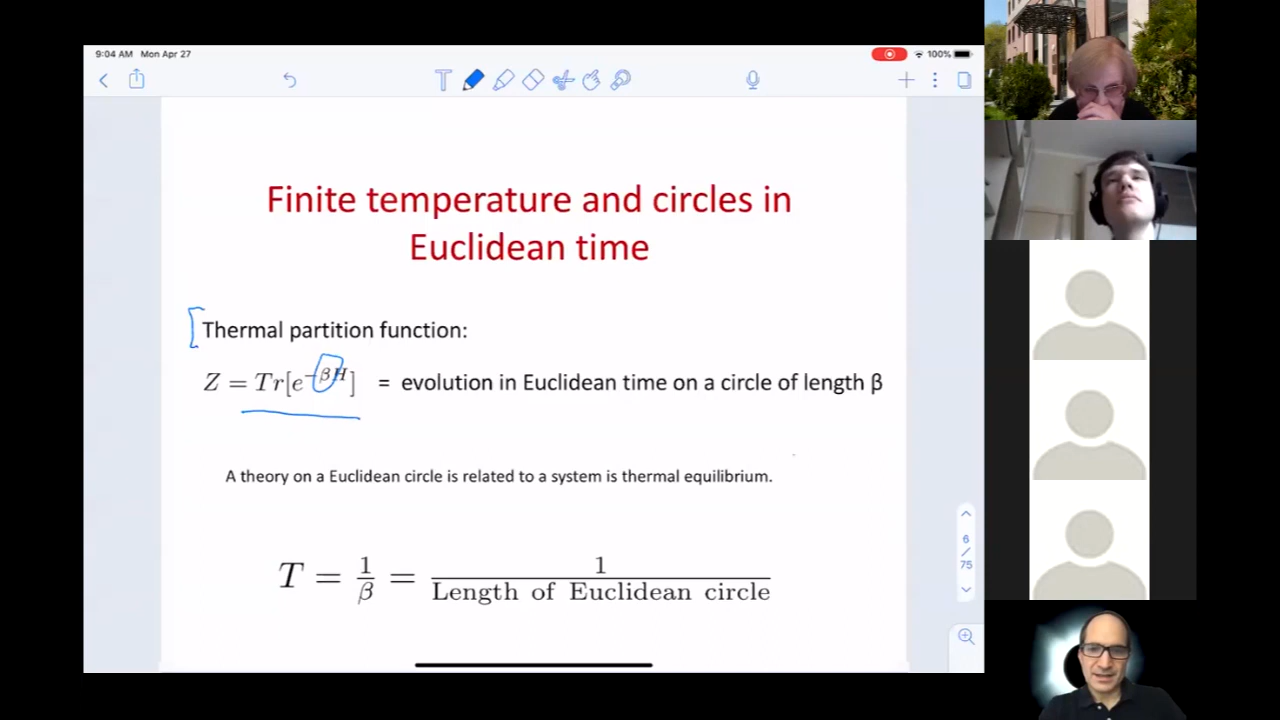 9:04 AM Mon Apr 27
100%
Finite temperature and circles in
Euclidean time
Thermal partition function:
Z = Tr[e^{-βH}] = evolution in Euclidean time on a circle of length β
A theory on a Euclidean circle is related to a system is thermal equilibrium.
T = 1/β = 1/Length of Euclidean circle
6
/
75